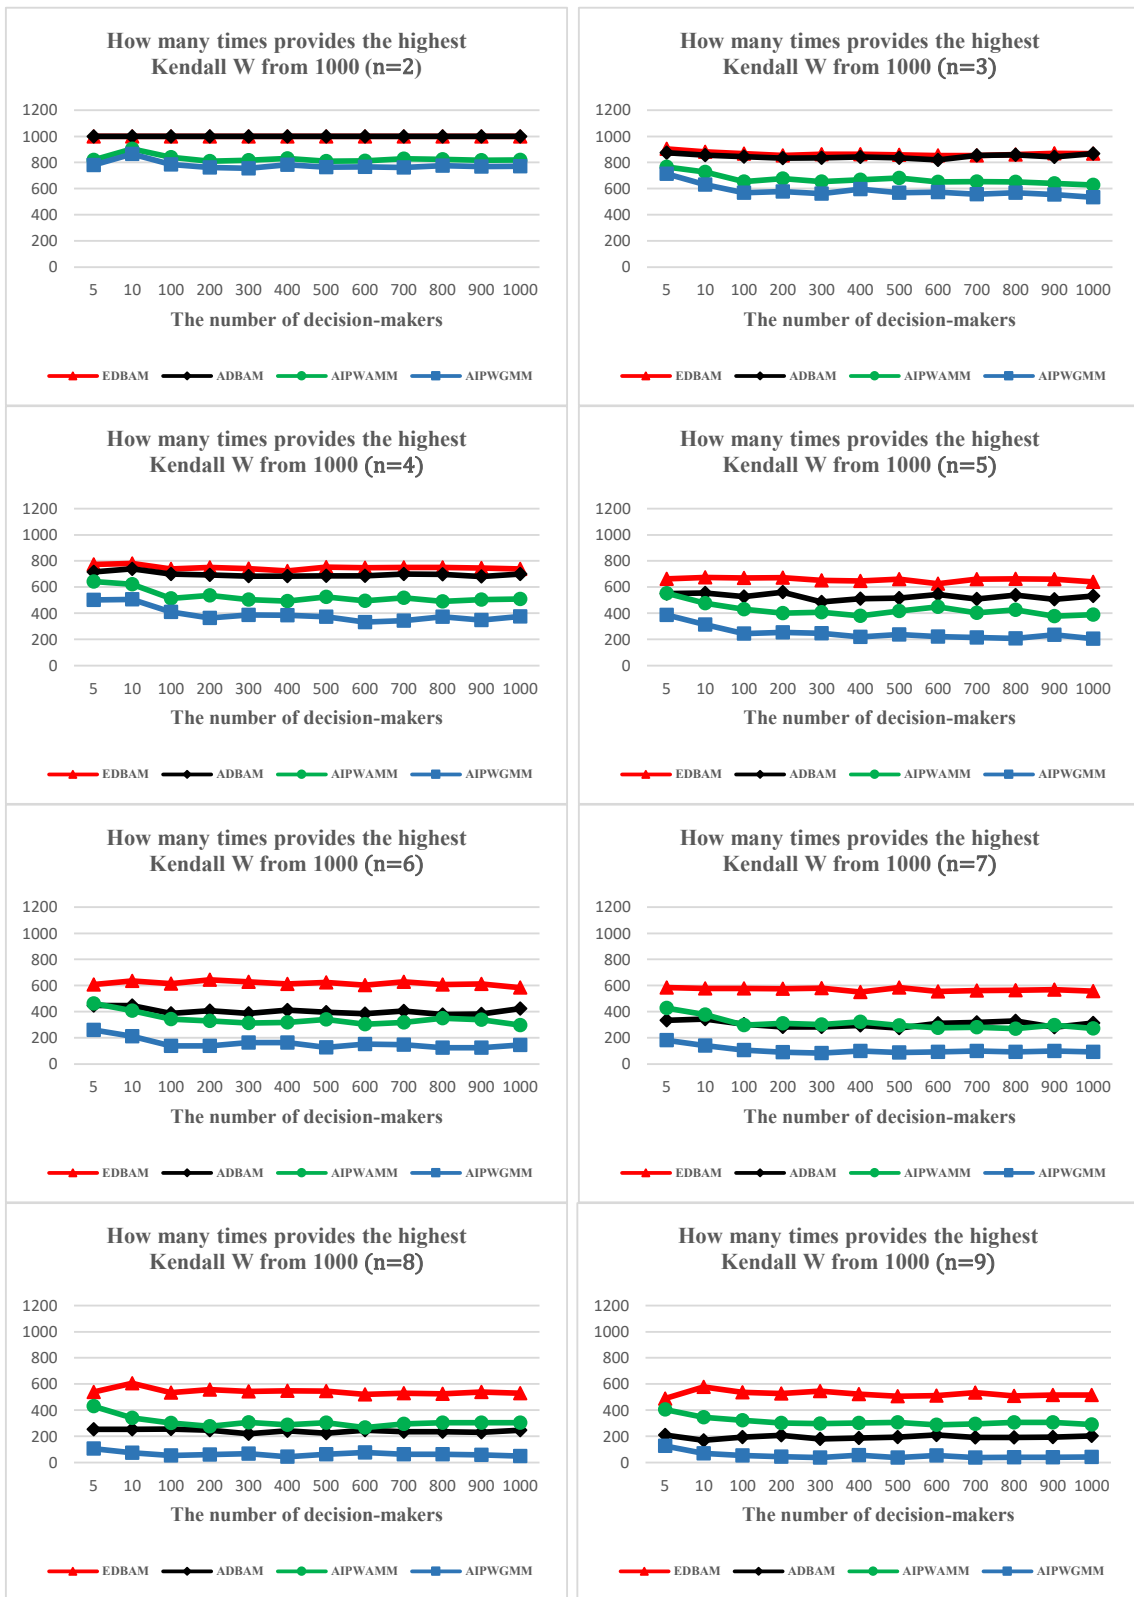 How many times provides the highest
Kendall W from 1000 (n=2)
1200
1000
800
600
400
200
0
5 10 100 200 300 400 500 600 700 800 900 1000
The number of decision-makers
EDBAM ADBAM AIPWAMM AIPWGMM
How many times provides the highest
Kendall W from 1000 (n=3)
1200
1000
800
600
400
200
0
5 10 100 200 300 400 500 600 700 800 900 1000
The number of decision-makers
EDBAM ADBAM AIPWAMM AIPWGMM
How many times provides the highest
Kendall W from 1000 (n=4)
1200
1000
800
600
400
200
0
5 10 100 200 300 400 500 600 700 800 900 1000
The number of decision-makers
EDBAM ADBAM AIPWAMM AIPWGMM
How many times provides the highest
Kendall W from 1000 (n=5)
1200
1000
800
600
400
200
0
5 10 100 200 300 400 500 600 700 800 900 1000
The number of decision-makers
EDBAM ADBAM AIPWAMM AIPWGMM
How many times provides the highest
Kendall W from 1000 (n=6)
1200
1000
800
600
400
200
0
5 10 100 200 300 400 500 600 700 800 900 1000
The number of decision-makers
EDBAM ADBAM AIPWAMM AIPWGMM
How many times provides the highest
Kendall W from 1000 (n=7)
1200
1000
800
600
400
200
0
5 10 100 200 300 400 500 600 700 800 900 1000
The number of decision-makers
EDBAM ADBAM AIPWAMM AIPWGMM
How many times provides the highest
Kendall W from 1000 (n=8)
1200
1000
800
600
400
200
0
5 10 100 200 300 400 500 600 700 800 900 1000
The number of decision-makers
EDBAM ADBAM AIPWAMM AIPWGMM
How many times provides the highest
Kendall W from 1000 (n=9)
1200
1000
800
600
400
200
0
5 10 100 200 300 400 500 600 700 800 900 1000
The number of decision-makers
EDBAM ADBAM AIPWAMM AIPWGMM